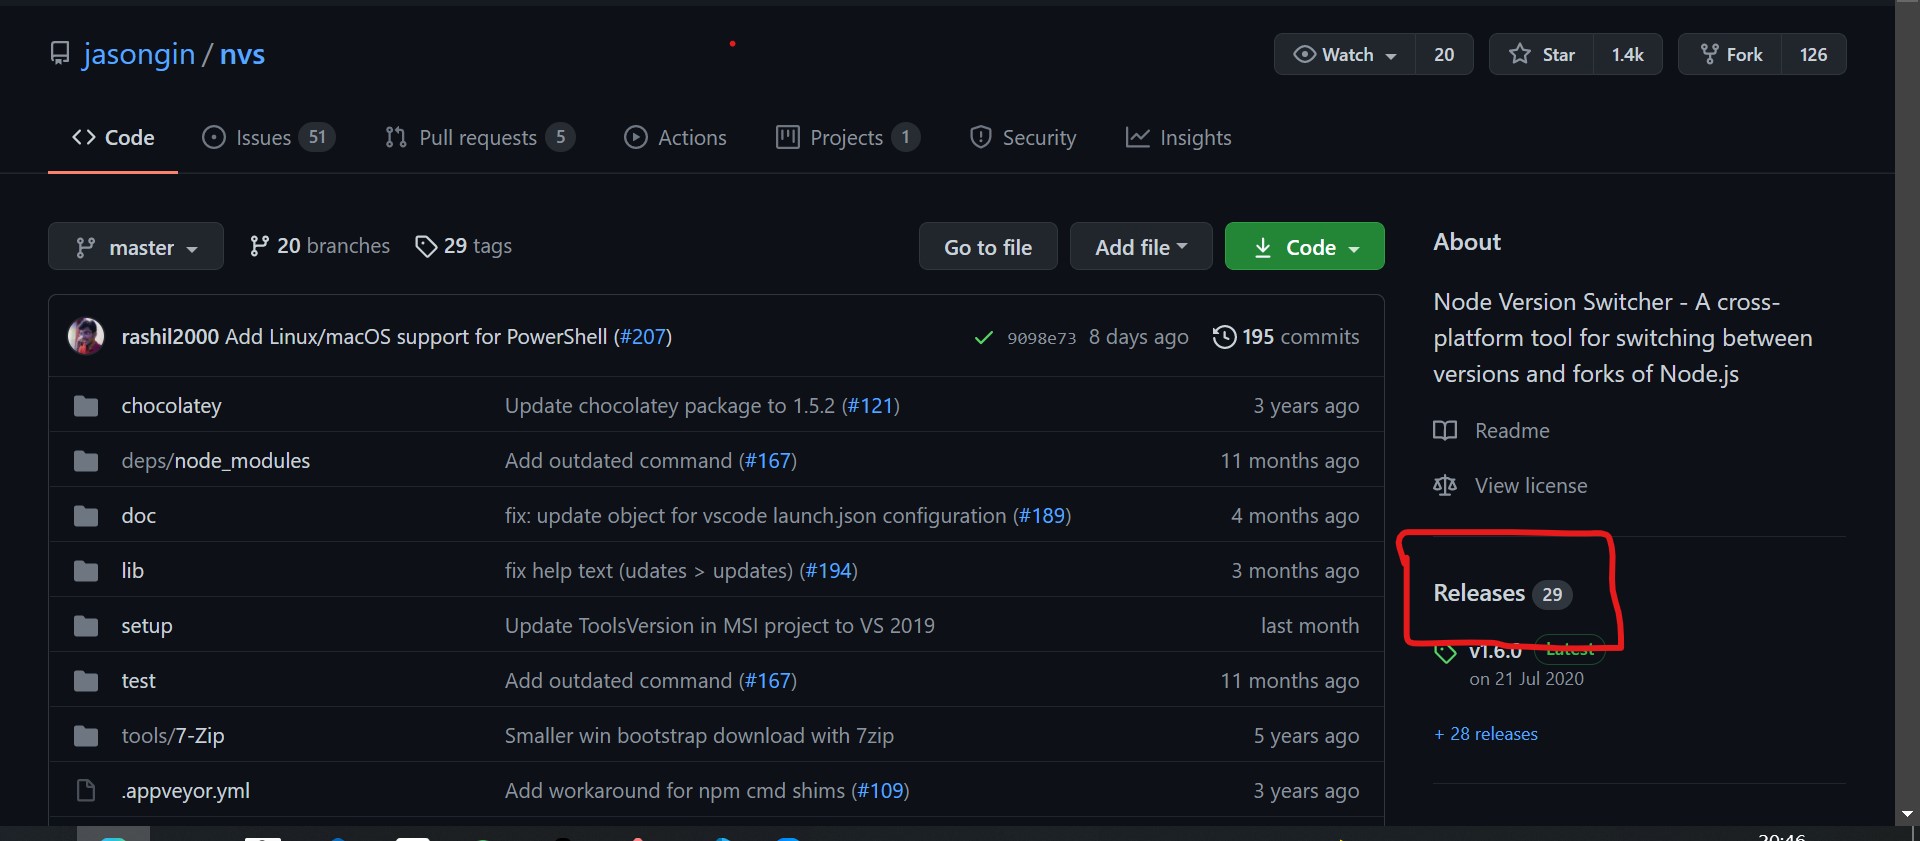 jasongin / nvs
Watch 20 Star 1.4k Fork 126
Code Issues 51 Pull requests 5 Actions Projects 1 Security Insights
master 20 branches 29 tags Go to file Add file Code
rashil2000 Add Linux/macOS support for PowerShell (#207) 9098e73 8 days ago 195 commits
chocolatey Update chocolatey package to 1.5.2 (#121) 3 years ago
deps/node_modules Add outdated command (#167) 11 months ago
doc fix: update object for vscode launch.json configuration (#189) 4 months ago
lib fix help text (udates > updates) (#194) 3 months ago
setup Update ToolsVersion in MSI project to VS 2019 last month
test Add outdated command (#167) 11 months ago
tools/7-Zip Smaller win bootstrap download with 7zip 5 years ago
.appveyor.yml Add workaround for npm cmd shims (#109) 3 years ago
About
Node Version Switcher - A cross-
platform tool for switching between
versions and forks of Node.js
Readme
View license
Releases 29
v1.6.0 Latest
on 21 Jul 2020
+ 28 releases